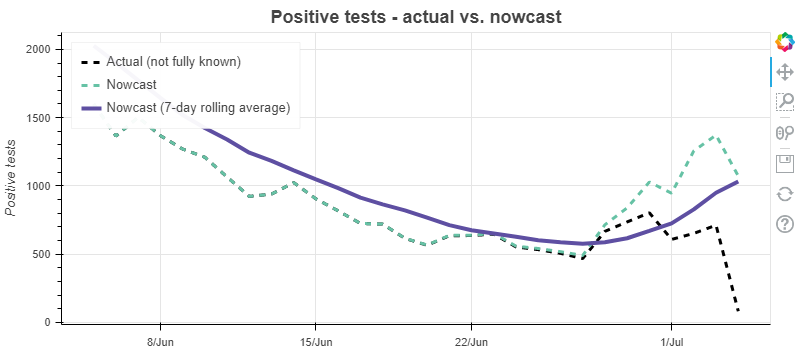 Positive tests - actual vs. nowcast
Actual (not fully known)
Nowcast
Nowcast (7-day rolling average)
Positive tests
2000
1500
1000
500
0
8/Jun
15/Jun
22/Jun
1/Jul